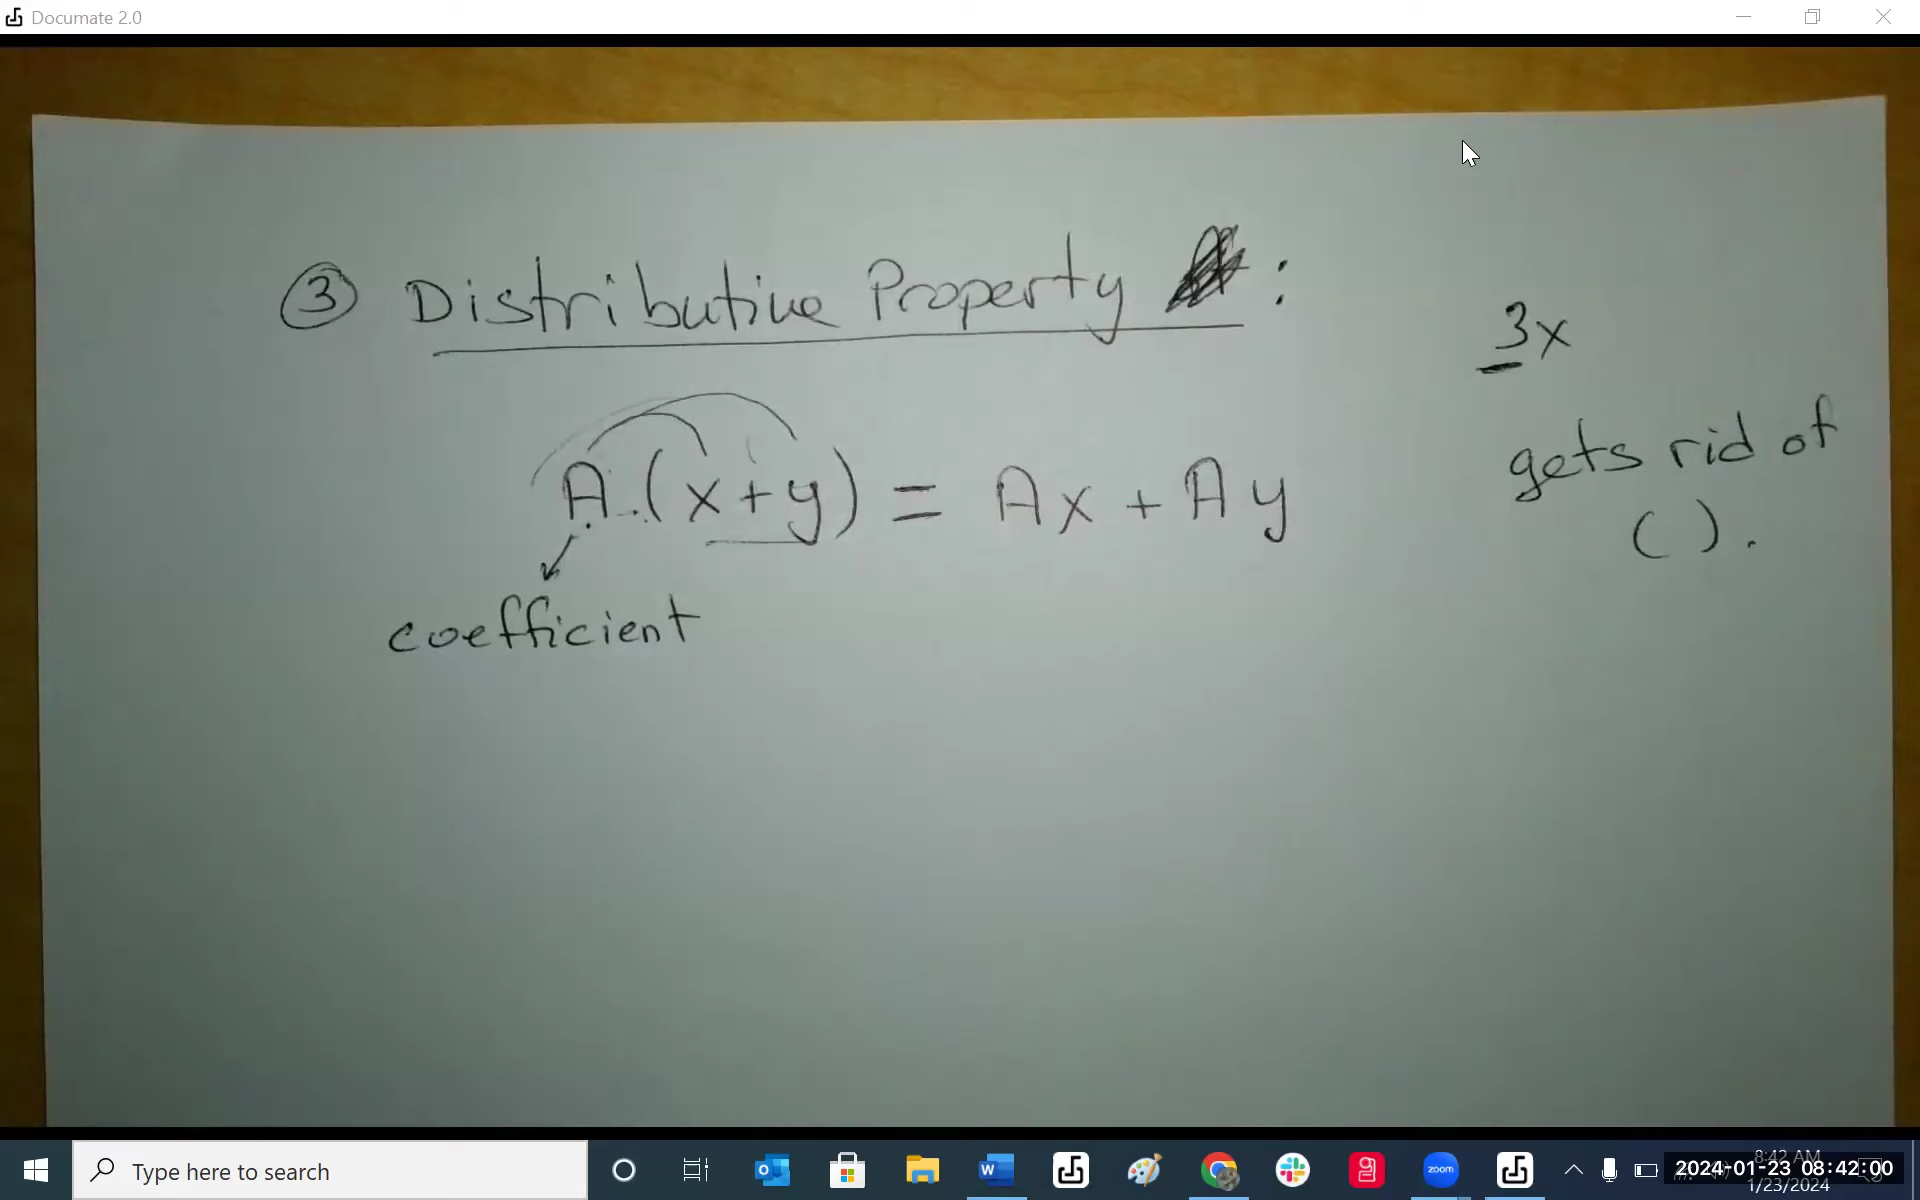 Documate 2.0
③ Distributive Property :
3x
A.(x+y) = Ax + Ay
gets rid of
( ).
coefficient
Type here to search
zoom
8:42 AM
2024-01-23 08:42:00
1/23/2024